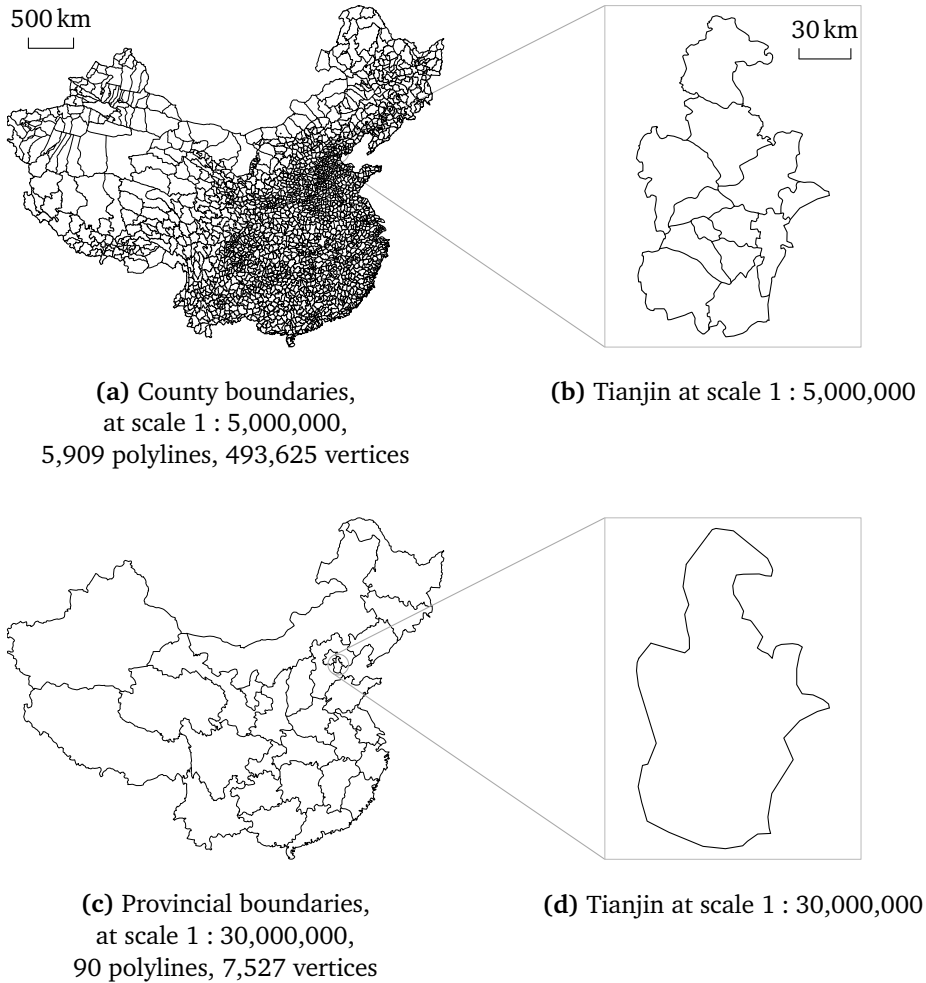 500 km
30 km
(a) County boundaries,
at scale 1 : 5,000,000,
5,909 polylines, 493,625 vertices
(b) Tianjin at scale 1 : 5,000,000
(c) Provincial boundaries,
at scale 1 : 30,000,000,
90 polylines, 7,527 vertices
(d) Tianjin at scale 1 : 30,000,000